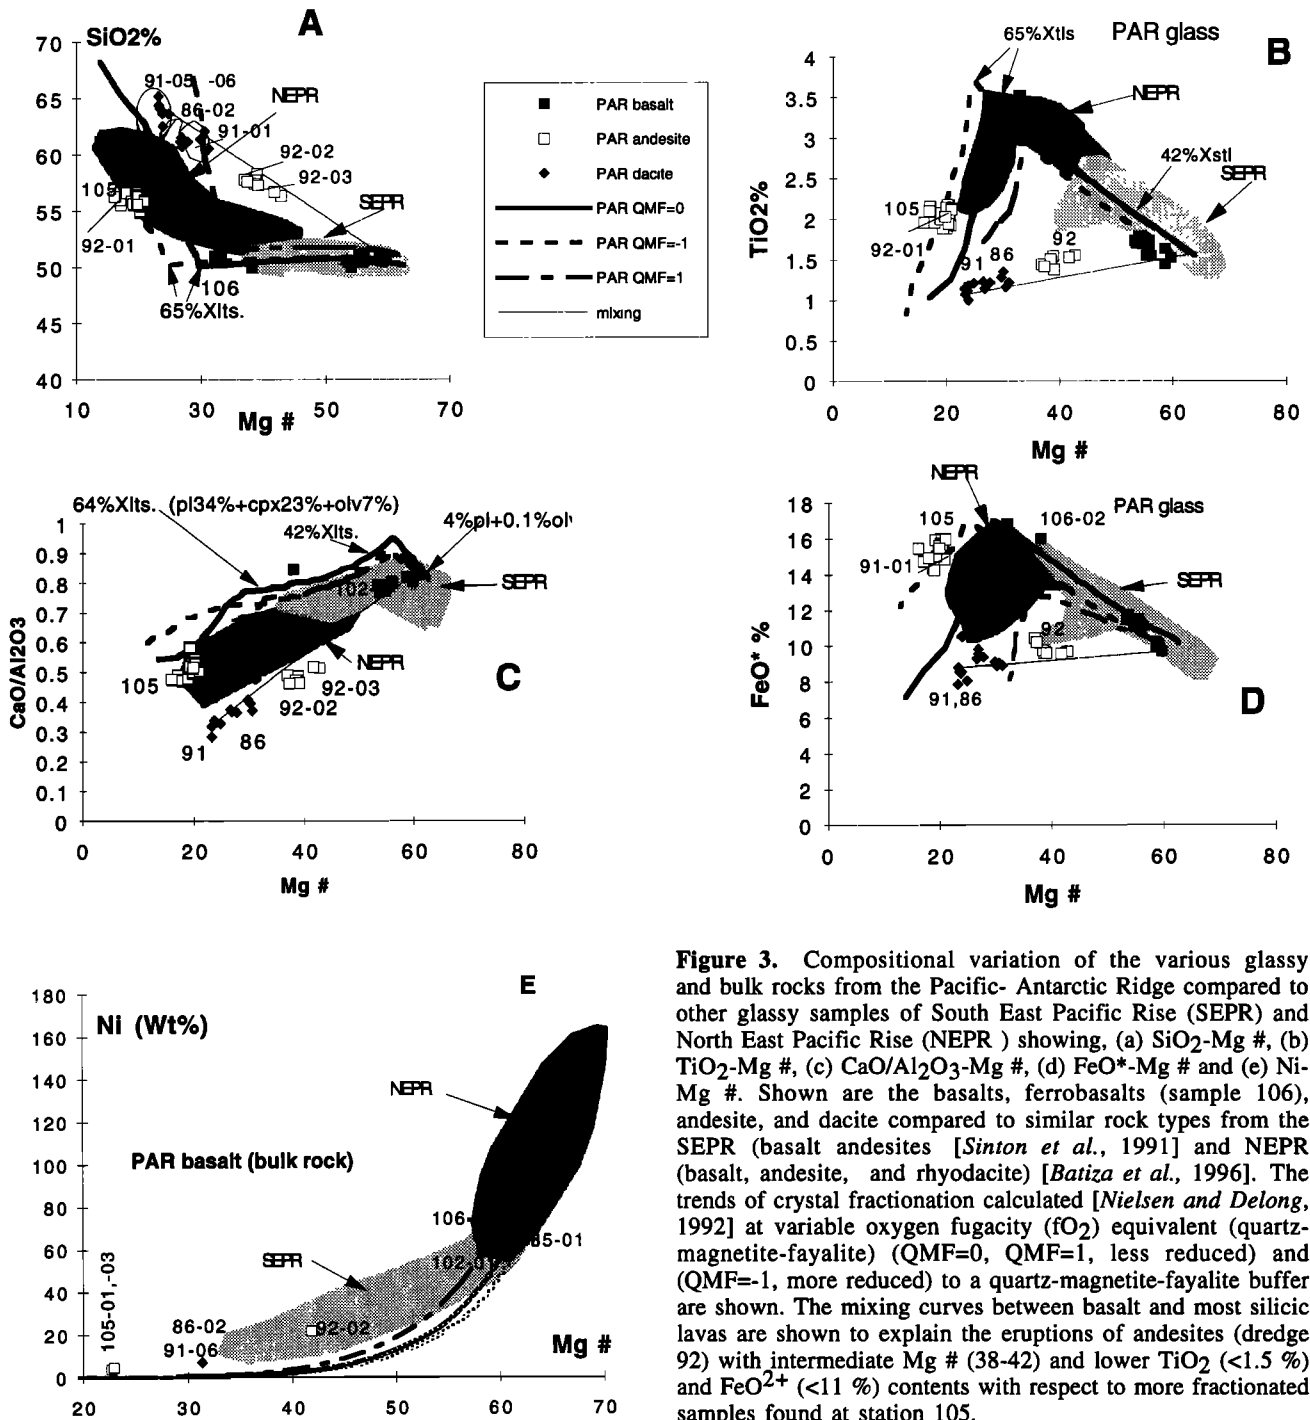 A
SiO2%
70
65
60
55
50
45
40
10
30
50
70
Mg #
91-05 -06
86-02
91-01
NEPR
92-02
92-03
SEPR
105
92-01
106
65%Xlts.
PAR basalt
PAR andesite
PAR dacite
PAR QMF=0
PAR QMF=-1
PAR QMF=1
mixing
B
PAR glass
65%Xtls
NEPR
42%Xstl
SEPR
TiO2%
4
3.5
3
2.5
2
1.5
1
0.5
0
0
20
40
60
80
Mg #
105
92-01
91
86
92
64%Xlts. (pl34%+cpx23%+olv7%)
42%Xlts.
4%pl+0.1%olv
SEPR
NEPR
102
105
92-03
92-02
91
86
C
CaO/Al2O3
1
0.9
0.8
0.7
0.6
0.5
0.4
0.3
0.2
0.1
0
0
20
40
60
80
Mg #
NEPR
PAR glass
105
106-02
91-01
SEPR
92
91,86
D
FeO* %
18
16
14
12
10
8
6
4
2
0
0
20
40
60
80
Mg #
E
Ni (Wt%)
180
160
140
120
100
80
60
40
20
0
20
30
40
50
60
70
Mg #
NEPR
PAR basalt (bulk rock)
SEPR
106-
35-01
105-01,-03
86-02
91-06
92-02
Figure 3. Compositional variation of the various glassy
and bulk rocks from the Pacific- Antarctic Ridge compared to
other glassy samples of South East Pacific Rise (SEPR) and
North East Pacific Rise (NEPR ) showing, (a) SiO2-Mg #, (b)
TiO2-Mg #, (c) CaO/Al2O3-Mg #, (d) FeO*-Mg # and (e) Ni-
Mg #. Shown are the basalts, ferrobasalts (sample 106),
andesite, and dacite compared to similar rock types from the
SEPR (basalt andesites [Sinton et al., 1991] and NEPR
(basalt, andesite, and rhyodacite) [Batiza et al., 1996]. The
trends of crystal fractionation calculated [Nielsen and Delong,
1992] at variable oxygen fugacity (fO2) equivalent (quartz-
magnetite-fayalite) (QMF=0, QMF=1, less reduced) and
(QMF=-1, more reduced) to a quartz-magnetite-fayalite buffer
are shown. The mixing curves between basalt and most silicic
lavas are shown to explain the eruptions of andesites (dredge
92) with intermediate Mg # (38-42) and lower TiO2 (<1.5 %)
and FeO2+ (<11 %) contents with respect to more fractionated
samples found at station 105.